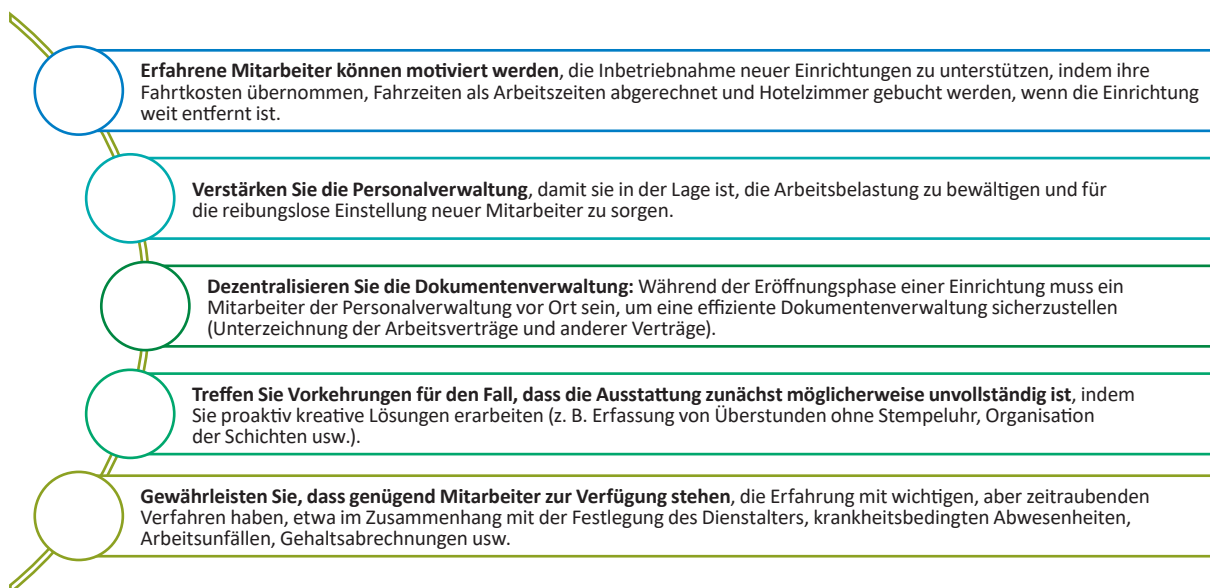 Erfahrene Mitarbeiter können motiviert werden, die Inbetriebnahme neuer Einrichtungen zu unterstützen, indem ihre
Fahrtkosten übernommen, Fahrzeiten als Arbeitszeiten abgerechnet und Hotelzimmer gebucht werden, wenn die Einrichtung
weit entfernt ist.
Verstärken Sie die Personalverwaltung, damit sie in der Lage ist, die Arbeitsbelastung zu bewältigen und für
die reibungslose Einstellung neuer Mitarbeiter zu sorgen.
Dezentralisieren Sie die Dokumentenverwaltung: Während der Eröffnungsphase einer Einrichtung muss ein
Mitarbeiter der Personalverwaltung vor Ort sein, um eine effiziente Dokumentenverwaltung sicherzustellen
(Unterzeichnung der Arbeitsverträge und anderer Verträge).
Treffen Sie Vorkehrungen für den Fall, dass die Ausstattung zunächst möglicherweise unvollständig ist, indem
Sie proaktiv kreative Lösungen erarbeiten (z. B. Erfassung von Überstunden ohne Stempeluhr, Organisation
der Schichten usw.).
Gewährleisten Sie, dass genügend Mitarbeiter zur Verfügung stehen, die Erfahrung mit wichtigen, aber zeitraubenden
Verfahren haben, etwa im Zusammenhang mit der Festlegung des Dienstalters, krankheitsbedingten Abwesenheiten,
Arbeitsunfällen, Gehaltsabrechnungen usw.